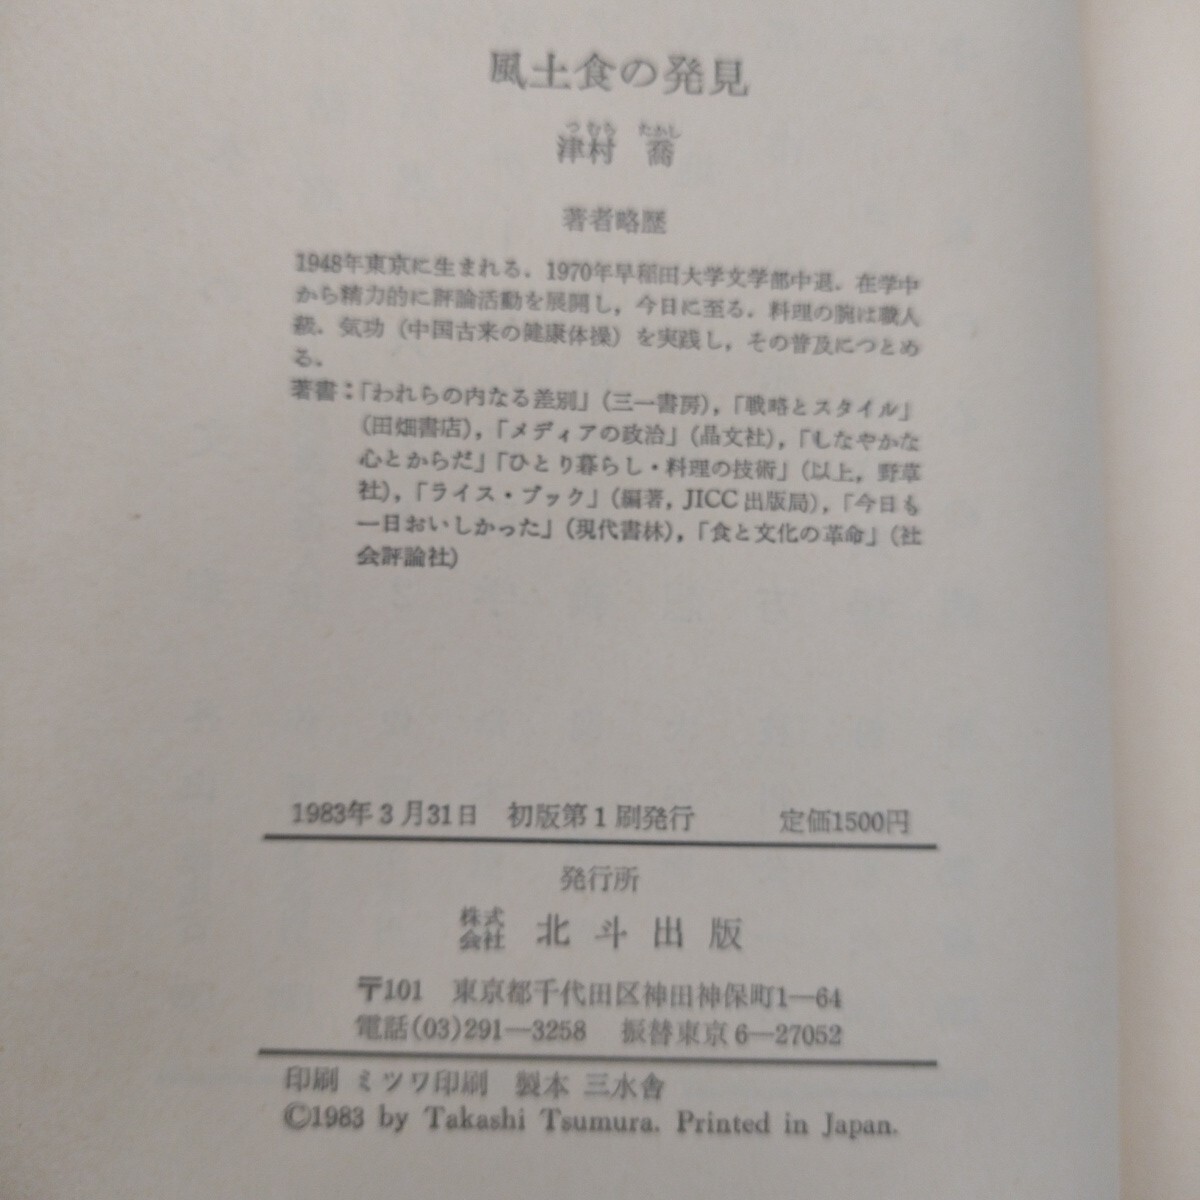 風土食の発見
つむら たかし
津村 喬
著者略歴
1948年東京に生まれる．1970年早稲田大学文学部中退．在学中
から精力的に評論活動を展開し，今日に至る．料理の腕は職人
級．気功（中国古来の健康体操）を実践し，その普及につとめ
る．
著書：「われらの内なる差別」（三一書房），「戦略とスタイル」
（田畑書店），「メディアの政治」（晶文社），「しなやかな
心とからだ」「ひとり暮らし・料理の技術」（以上，野草
社），「ライス・ブック」（編著，JICC出版局），「今日も
一日おいしかった」（現代書林），「食と文化の革命」（社
会評論社）
1983年3月31日　初版第1刷発行　定価1500円
発行所
株式会社 北斗出版
〒101　東京都千代田区神田神保町1―64
電話(03)291―3258　振替東京6―27052
印刷 ミツワ印刷　製本 三水舎
©1983 by Takashi Tsumura. Printed in Japan.